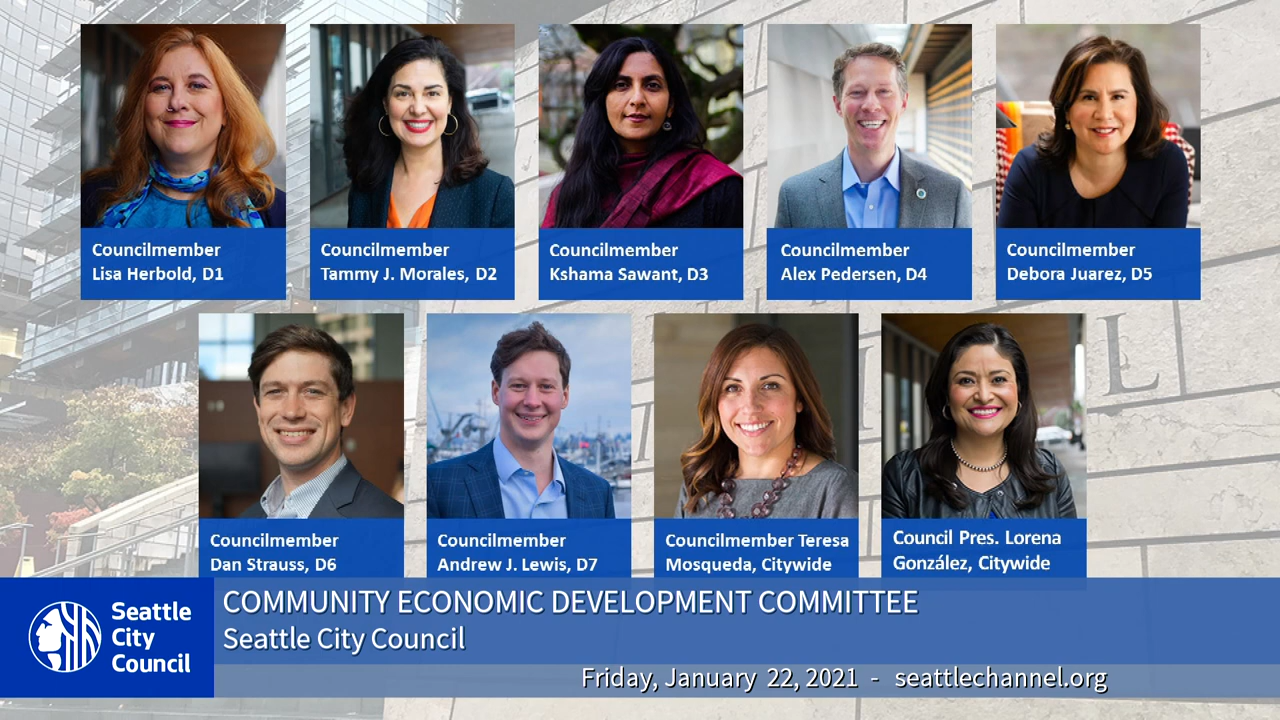 Councilmember
Lisa Herbold, D1
Councilmember
Tammy J. Morales, D2
Councilmember
Kshama Sawant, D3
Councilmember
Alex Pedersen, D4
Councilmember
Debora Juarez, D5
Councilmember
Dan Strauss, D6
Councilmember
Andrew J. Lewis, D7
Councilmember Teresa
Mosqueda, Citywide
Council Pres. Lorena
González, Citywide
Seattle
City
Council
COMMUNITY ECONOMIC DEVELOPMENT COMMITTEE
Seattle City Council
Friday, January 22, 2021 - seattlechannel.org